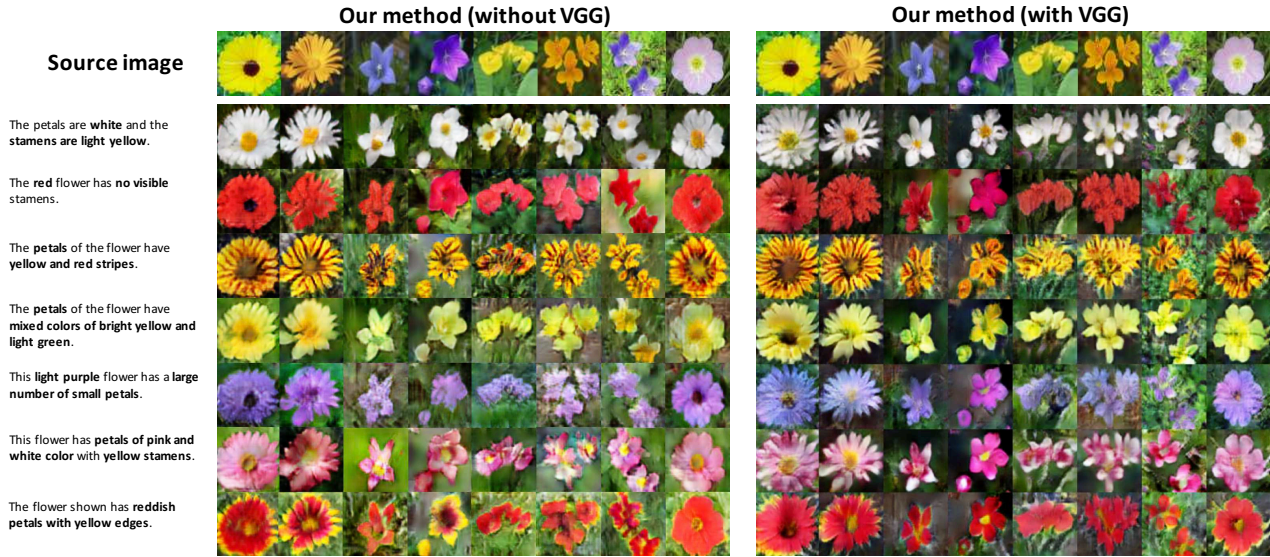 Our method (without VGG)
Our method (with VGG)
Source image
The petals are white and the
stamens are light yellow.
The red flower has no visible
stamens.
The petals of the flower have
yellow and red stripes.
The petals of the flower have
mixed colors of bright yellow and
light green.
This light purple flower has a large
number of small petals.
This flower has petals of pink and
white color with yellow stamens.
The flower shown has reddish
petals with yellow edges.